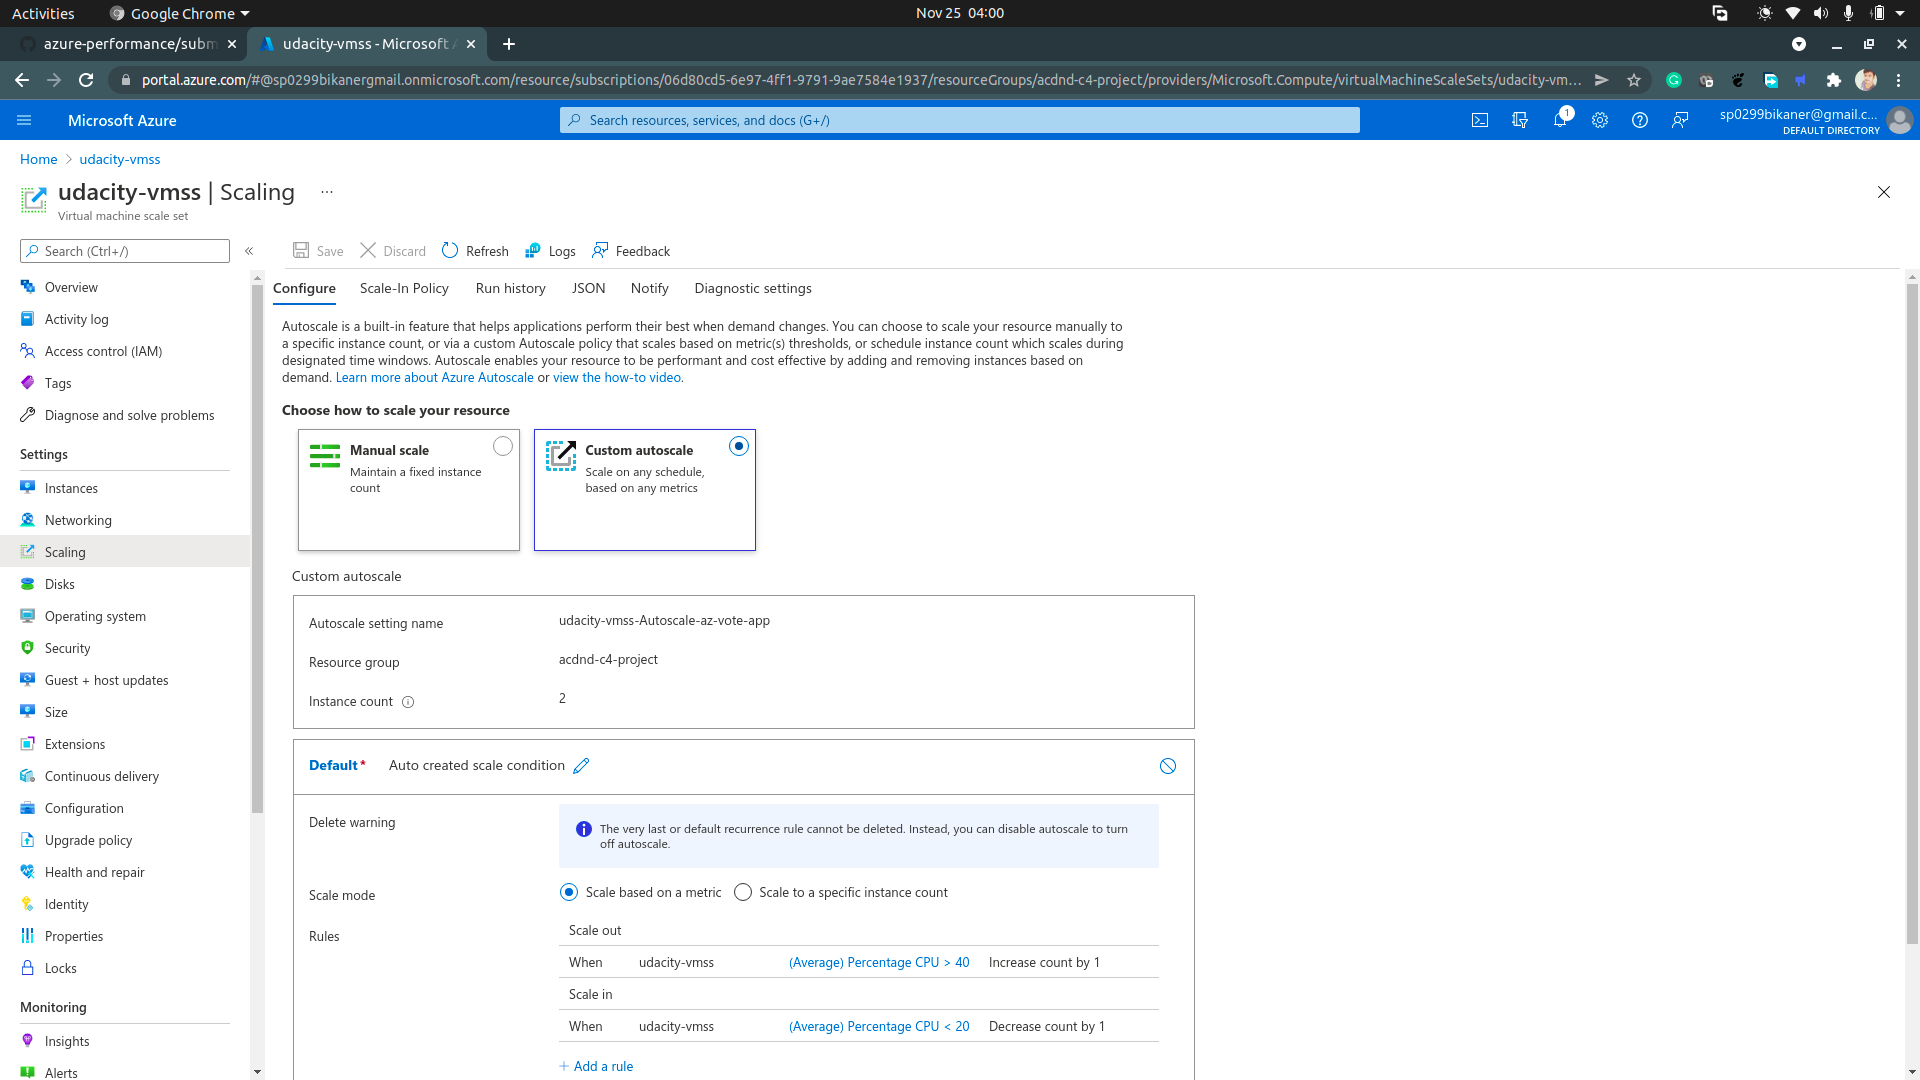 Activities
Google Chrome
Nov 25 04:00
azure-performance/subm
udacity-vmss - Microsoft A
portal.azure.com/#@sp0299bikanergmail.onmicrosoft.com/resource/subscriptions/06d80cd5-6e97-4ff1-9791-9ae7584e1937/resourceGroups/acdnd-c4-project/providers/Microsoft.Compute/virtualMachineScaleSets/udacity-vm...
Microsoft Azure
Search resources, services, and docs (G+/)
1
sp0299bikaner@gmail.c...
DEFAULT DIRECTORY
Home > udacity-vmss
udacity-vmss | Scaling ...
Virtual machine scale set
Search (Ctrl+/)
«
Save
Discard
Refresh
Logs
Feedback
Overview
Activity log
Access control (IAM)
Tags
Diagnose and solve problems
Settings
Instances
Networking
Scaling
Disks
Operating system
Security
Guest + host updates
Size
Extensions
Continuous delivery
Configuration
Upgrade policy
Health and repair
Identity
Properties
Locks
Monitoring
Insights
Alerts
Configure
Scale-In Policy
Run history
JSON
Notify
Diagnostic settings
Autoscale is a built-in feature that helps applications perform their best when demand changes. You can choose to scale your resource manually to
a specific instance count, or via a custom Autoscale policy that scales based on metric(s) thresholds, or schedule instance count which scales during
designated time windows. Autoscale enables your resource to be performant and cost effective by adding and removing instances based on
demand. Learn more about Azure Autoscale or view the how-to video.
Choose how to scale your resource
Manual scale
Maintain a fixed instance
count
Custom autoscale
Scale on any schedule,
based on any metrics
Custom autoscale
Autoscale setting name
udacity-vmss-Autoscale-az-vote-app
Resource group
acdnd-c4-project
Instance count
2
Default* Auto created scale condition
Delete warning
The very last or default recurrence rule cannot be deleted. Instead, you can disable autoscale to turn
off autoscale.
Scale mode
Scale based on a metric
Scale to a specific instance count
Rules
Scale out
When udacity-vmss (Average) Percentage CPU > 40 Increase count by 1
Scale in
When udacity-vmss (Average) Percentage CPU < 20 Decrease count by 1
+ Add a rule